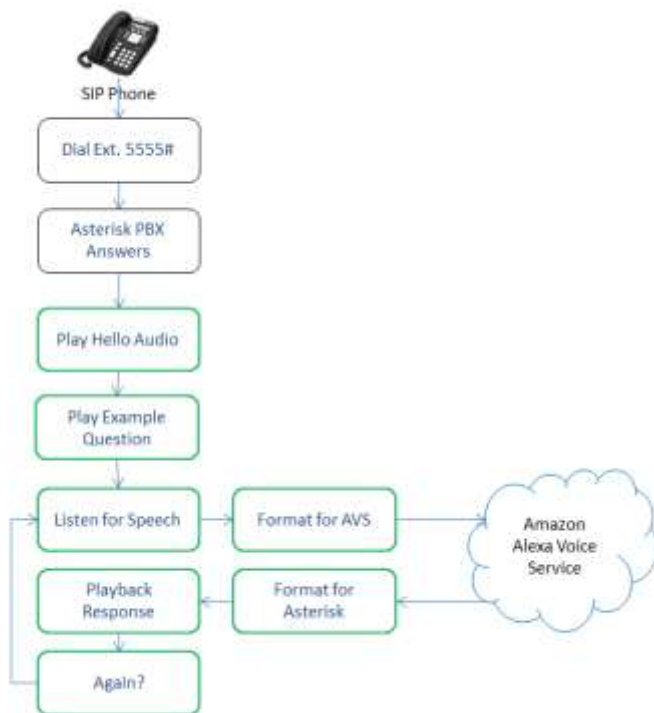 SIP Phone
Dial Ext. 5555#
Asterisk PBX
Answers
Play Hello Audio
Play Example
Question
Listen for Speech
Format for AVS
Amazon
Alexa Voice
Service
Playback
Response
Format for
Asterisk
Again?